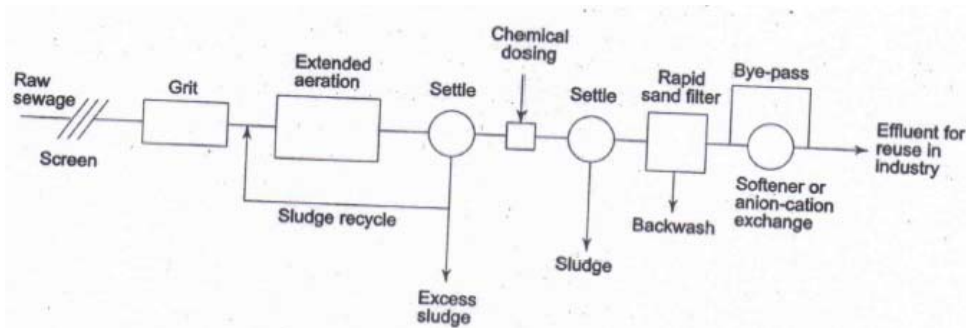 Raw
sewage
Screen
Grit
Extended
aeration
Sludge recycle
Settle
Excess
sludge
Chemical
dosing
Settle
Sludge
Rapid
sand filter
Backwash
Bye-pass
Softener or
anion-cation
exchange
Effluent for
reuse in
industry